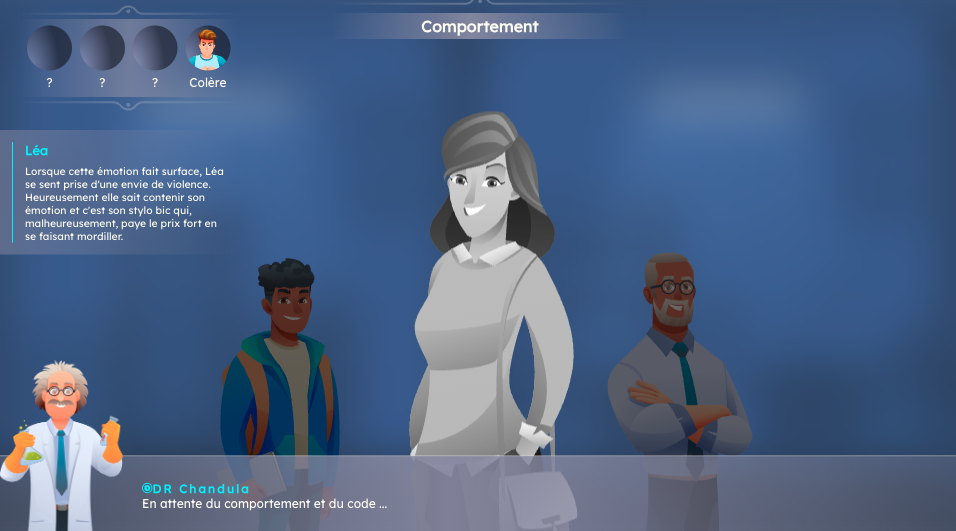 Comportement
? ? ? Colère
Léa
Lorsque cette émotion fait surface, Léa
se sent prise d'une envie de violence.
Heureusement elle sait contenir son
émotion et c'est son stylo bic qui,
malheureusement, paye le prix fort en
se faisant mordiller.
DR Chandula
En attente du comportement et du code ...